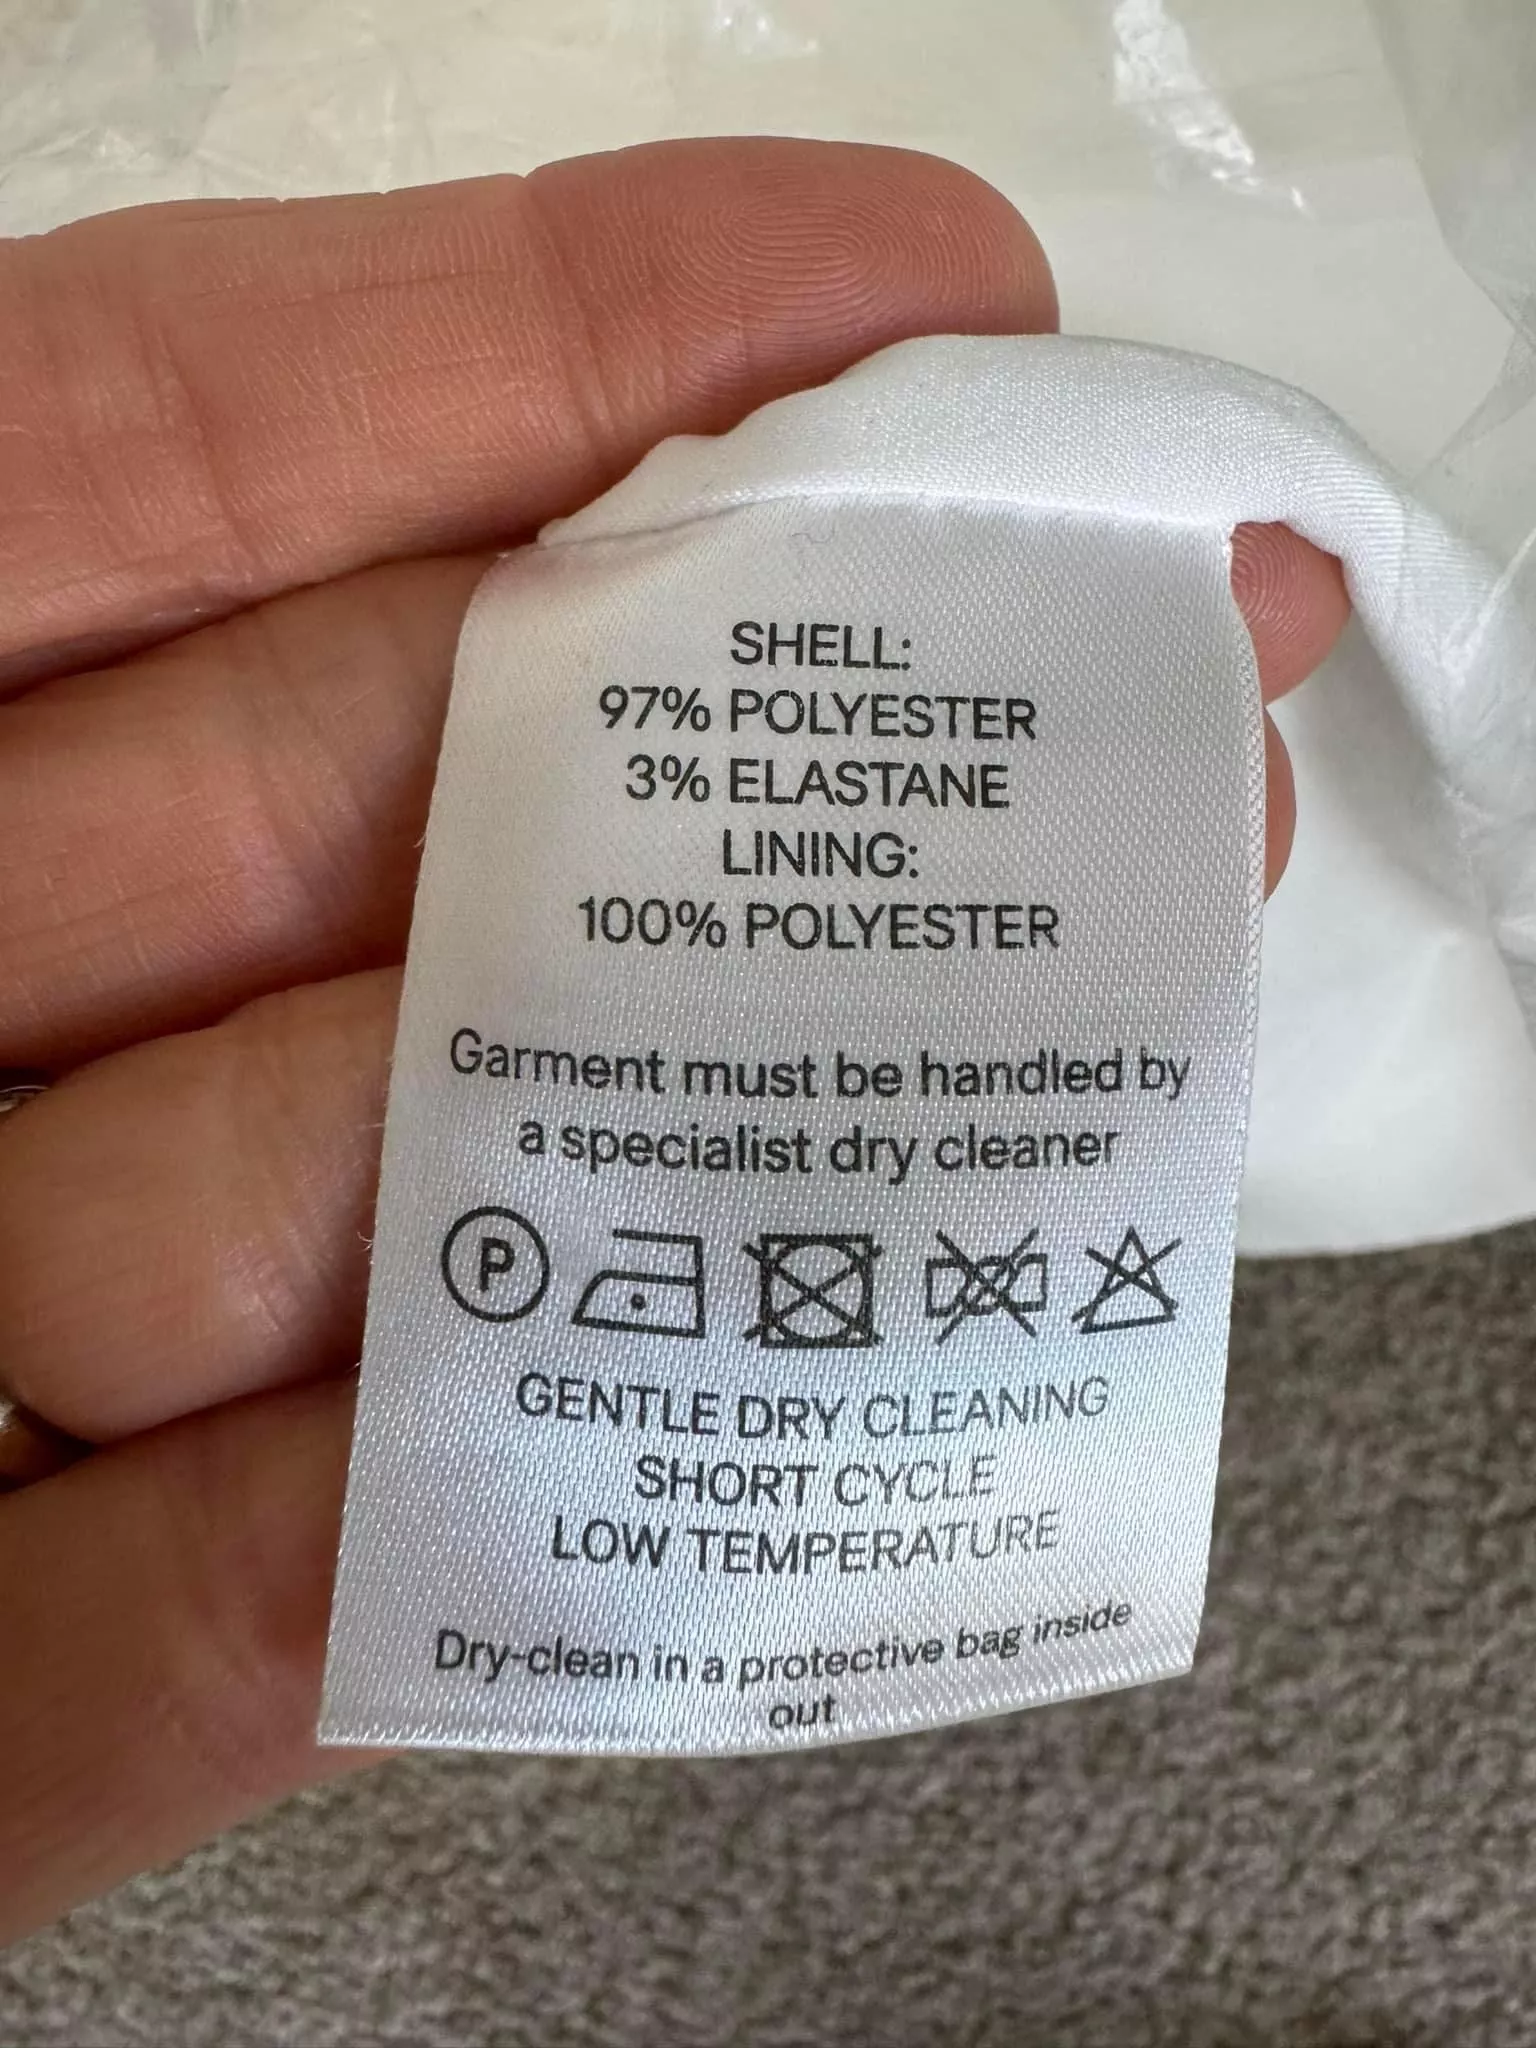 SHELL:
97% POLYESTER
3% ELASTANE
LINING:
100% POLYESTER
Garment must be handled by
a specialist dry cleaner
P
GENTLE DRY CLEANING
SHORT CYCLE
LOW TEMPERATURE
Dry-clean in a protective bag inside
out